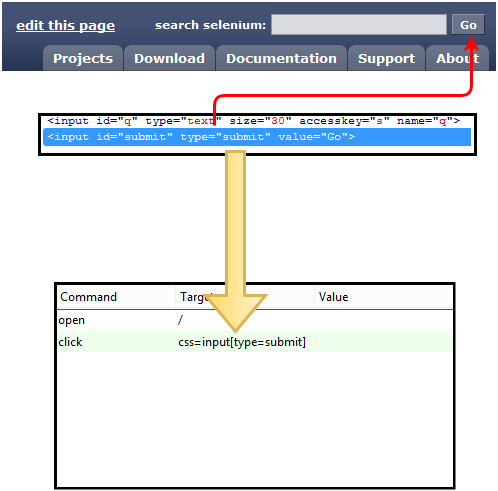 edit this page search selenium: Go
Projects Download Documentation Support About
<input id="q" type="text" size="30" accesskey="s" name="q">
<input id="submit" type="submit" value="Go">
Command Target Value
open /
click css=input[type=submit]